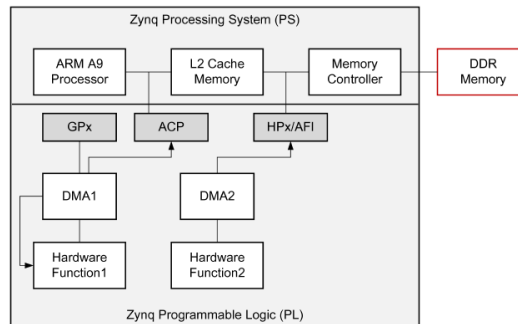 Zynq Processing System (PS)
ARM A9
Processor
L2 Cache
Memory
Memory
Controller
DDR
Memory
GPx
ACP
HPx/AFI
DMA1
DMA2
Hardware
Function1
Hardware
Function2
Zynq Programmable Logic (PL)